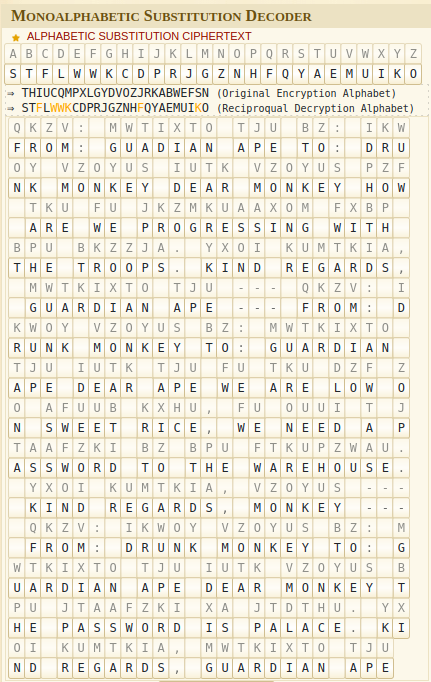 Monoalphabetic Substitution Decoder
ALPHABETIC SUBSTITUTION CIPHERTEXT
A B C D E F G H I J K L M N O P Q R S T U V W X Y Z
S T F L W W K C D P R J G Z N H F Q Y A E M U I K O
⇒ THIUCQMPXLGYDVOZJRKABWEFSN (Original Encryption Alphabet)
⇒ STFLWWKCDPRJGZNHFQYAEMUIKO (Reciproqual Decryption Alphabet)
QKZV: MWTIXTO TJU BZ: IKW
FROM: GUADIAN APE TO: DRU
OY VZOYUS IUTK VZOYUS PZF
NK MONKEY DEAR MONKEY HOW
TKU FU JKZMKUAAXOM FXBP
ARE WE PROGRESSING WITH
BPU BKZZJA. YXOI KUMTKIA,
THE TROOPS. KIND REGARDS,
MWTKIXTO TJU --- QKZV: I
GUARDIAN APE --- FROM: D
KWOY VZOYUS BZ: MWTKIXTO
RUNK MONKEY TO: GUARDIAN
TJU IUTK TJU FU TKU DZF Z
APE DEAR APE WE ARE LOW O
O AFUUB KXHU, FU OUUI T J
N SWEET RICE, WE NEED A P
TAAFZKI BZ BPU FTKUPZWAU.
ASSWORD TO THE WAREHOUSE.
YXOI KUMTKIA, VZOYUS ---
KIND REGARDS, MONKEY ---
QKZV: IKWOY VZOYUS BZ: M
FROM: DRUNK MONKEY TO: G
WTKIXTO TJU IUTK VZOYUS B
UARDIAN APE DEAR MONKEY T
PU JTAAFZKI XA JTDTHU. YX
HE PASSWORD IS PALACE. KI
OI KUMTKIA, MWTKIXTO TJU
ND REGARDS, GUARDIAN APE